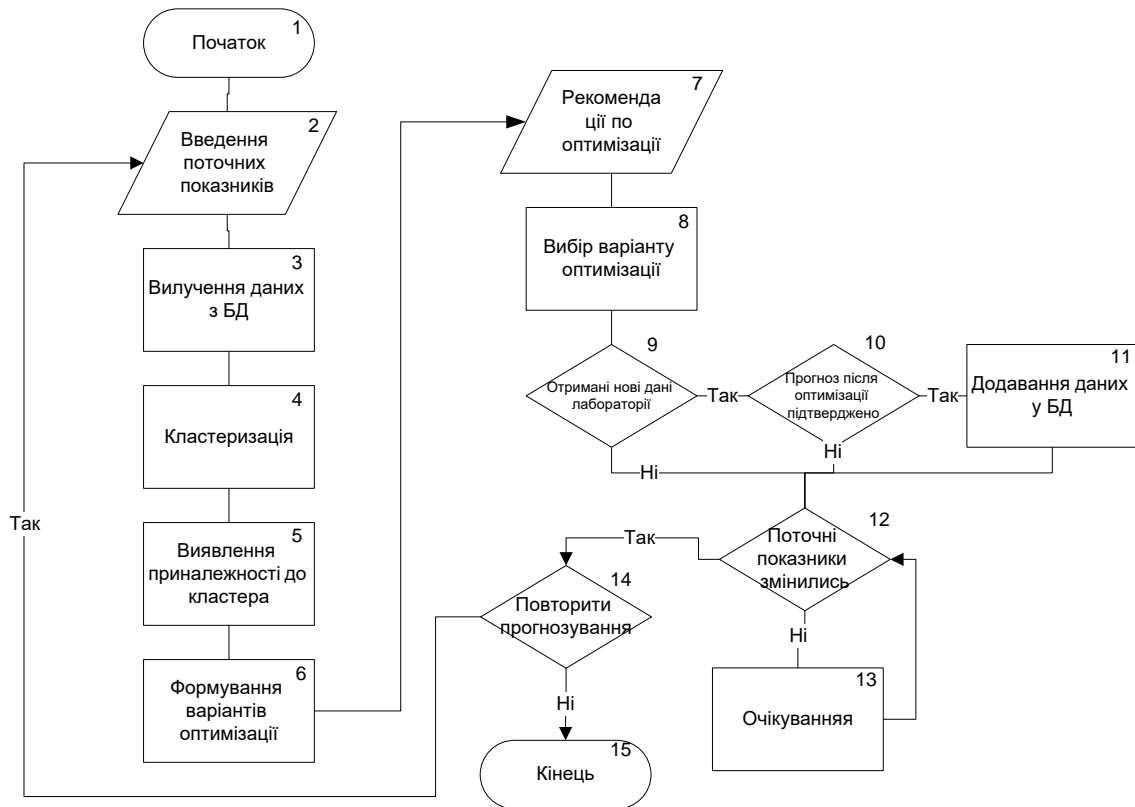 1
Початок
2
Введення
поточних
показників
3
Вилучення даних
з БД
4
Кластеризація
5
Виявлення
приналежності до
кластера
6
Формування
варіантів
оптимізації
7
Рекоменда
ції по
оптимізації
8
Вибір варіанту
оптимізації
9
Отримані нові дані
лабораторії
Так
Ні
10
Прогноз після
оптимізації
підтверджено
Так
Ні
11
Додавання даних
у БД
12
Поточні
показники
змінились
Так
Ні
13
Очікуванняя
14
Повторити
прогнозування
Так
Ні
15
Кінець